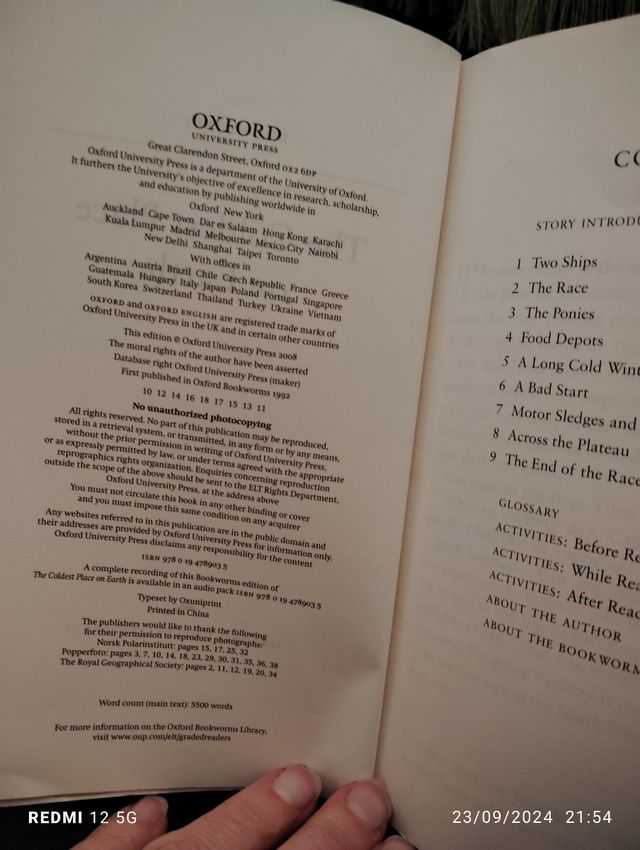 OXFORD
UNIVERSITY PRESS
Great Clarendon Street, Oxford OX2 6DP
Oxford University Press is a department of the University of Oxford.
It furthers the University's objective of excellence in research, scholarship,
and education by publishing worldwide in
Oxford New York
Auckland Cape Town Dar es Salaam Hong Kong Karachi
Kuala Lumpur Madrid Melbourne Mexico City Nairobi
New Delhi Shanghai Taipei Toronto
With offices in
Argentina Austria Brazil Chile Czech Republic France Greece
Guatemala Hungary Italy Japan Poland Portugal Singapore
South Korea Switzerland Thailand Turkey Ukraine Vietnam
OXFORD and OXFORD ENGLISH are registered trade marks of
Oxford University Press in the UK and in certain other countries
This edition © Oxford University Press 2008
The moral rights of the author have been asserted
Database right Oxford University Press (maker)
First published in Oxford Bookworms 1992
10 12 14 16 18 17 15 13 11
No unauthorized photocopying
All rights reserved. No part of this publication may be reproduced,
stored in a retrieval system, or transmitted, in any form or by any means,
without the prior permission in writing of Oxford University Press,
or as expressly permitted by law, or under terms agreed with the appropriate
reprographics rights organization. Enquiries concerning reproduction
outside the scope of the above should be sent to the ELT Rights Department,
Oxford University Press, at the address above
You must not circulate this book in any other binding or cover
and you must impose this same condition on any acquirer
Any websites referred to in this publication are in the public domain and
their addresses are provided by Oxford University Press for information only.
Oxford University Press disclaims any responsibility for the content
ISBN 978 0 19 478903 5
A complete recording of this Bookworms edition of
The Coldest Place on Earth is available in an audio pack ISBN 978 0 19 478903 5
Typeset by Oxuniprint
Printed in China
The publishers would like to thank the following
for their permission to reproduce photographs:
Norsk Polarinstitutt: pages 15, 17, 25, 32
Popperfoto: pages 3, 7, 10, 14, 18, 23, 29, 30, 31, 35, 36, 38
The Royal Geographical Society: pages 2, 11, 12, 19, 20, 34
Word count (main text): 5500 words
For more information on the Oxford Bookworms Library,
visit www.oup.com/elt/gradedreaders
CO
STORY INTRODU
1 Two Ships
2 The Race
3 The Ponies
4 Food Depots
5 A Long Cold Wint
6 A Bad Start
7 Motor Sledges and
8 Across the Plateau
9 The End of the Race
GLOSSARY
ACTIVITIES: Before Re
ACTIVITIES: While Rea
ACTIVITIES: After Read
ABOUT THE AUTHOR
ABOUT THE BOOKWORM
REDMI 12 5G
23/09/2024 21:54